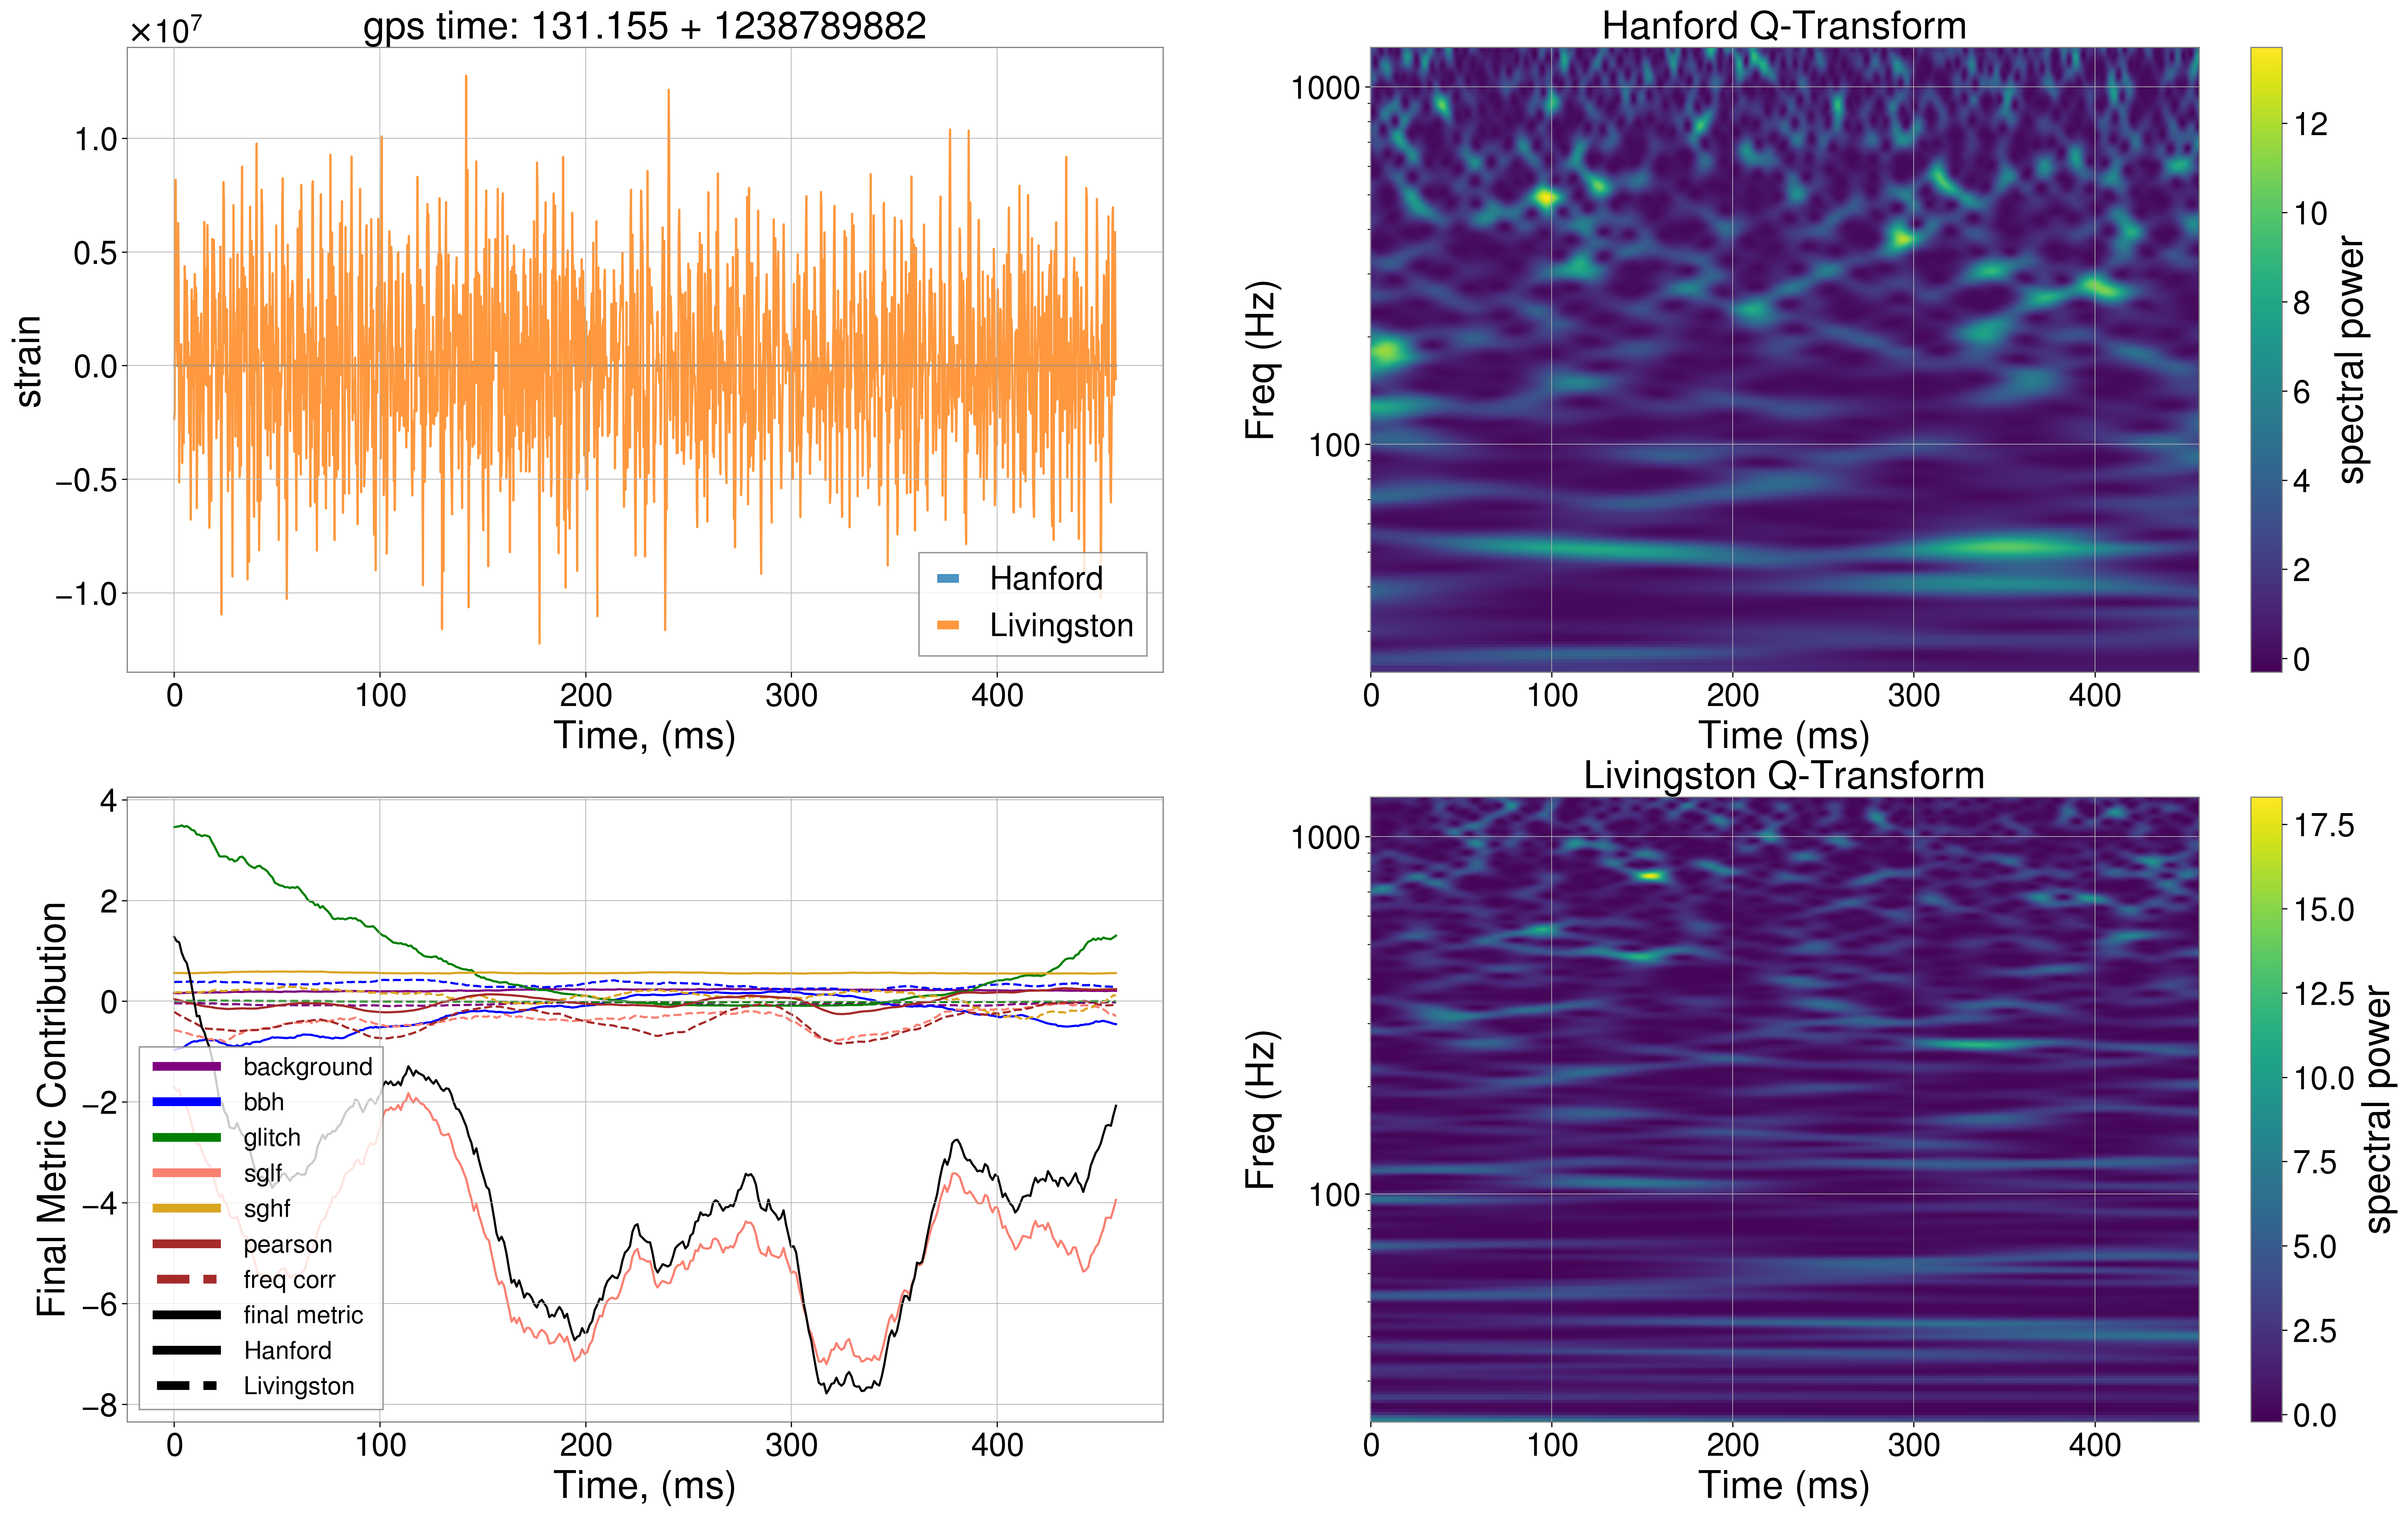 ×10⁷
gps time: 131.155 + 1238789882
1.0
0.5
0.0
−0.5
−1.0
strain
Hanford
Livingston
0 100 200 300 400
Time, (ms)
Hanford Q-Transform
1000
100
Freq (Hz)
0 100 200 300 400
Time (ms)
12
10
8
6
4
2
0
spectral power
4
2
0
−2
−4
−6
−8
Final Metric Contribution
background
bbh
glitch
sglf
sghf
pearson
freq corr
final metric
Hanford
Livingston
0 100 200 300 400
Time, (ms)
Livingston Q-Transform
1000
100
Freq (Hz)
0 100 200 300 400
Time (ms)
17.5
15.0
12.5
10.0
7.5
5.0
2.5
0.0
spectral power